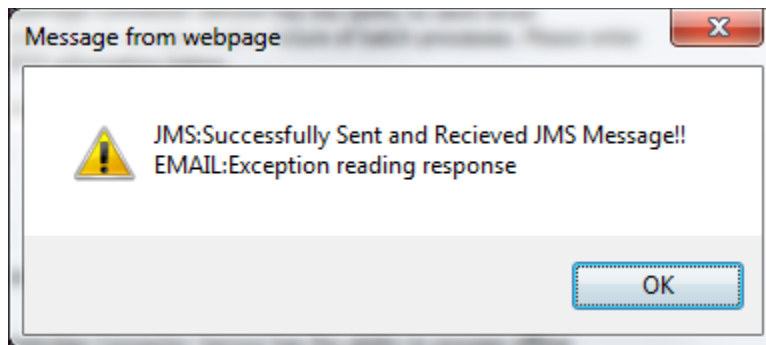 Message from webpage
JMS:Successfully Sent and Recieved JMS Message!!
EMAIL:Exception reading response
OK